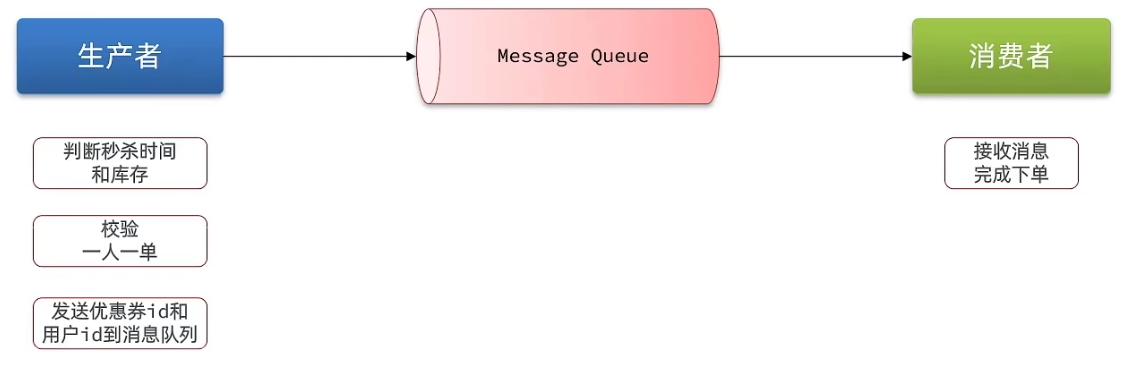 生产者
Message Queue
消费者
判断秒杀时间
和库存
接收消息
完成下单
校验
一人一单
发送优惠券id和
用户id到消息队列